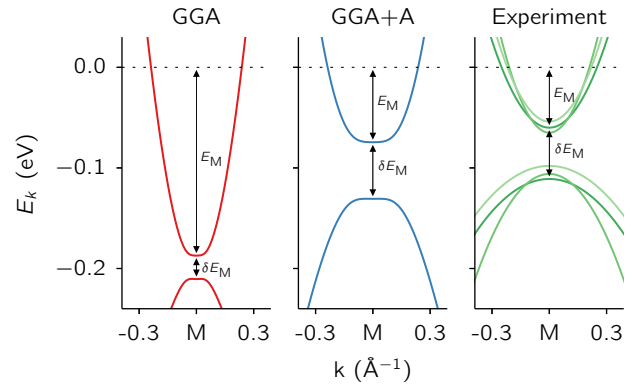 GGA GGA+A Experiment
0.0
−0.1
−0.2
E_k (eV)
E_M
δE_M
E_M
δE_M
E_M
δE_M
-0.3 M 0.3 -0.3 M 0.3 -0.3 M 0.3
k (Å⁻¹)